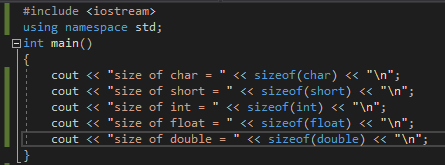 #include <iostream>
using namespace std;
int main()
{
    cout << "size of char = " << sizeof(char) << "\n";
    cout << "size of short = " << sizeof(short) << "\n";
    cout << "size of int = " << sizeof(int) << "\n";
    cout << "size of float = " << sizeof(float) << "\n";
    cout << "size of double = " << sizeof(double) << "\n";
}